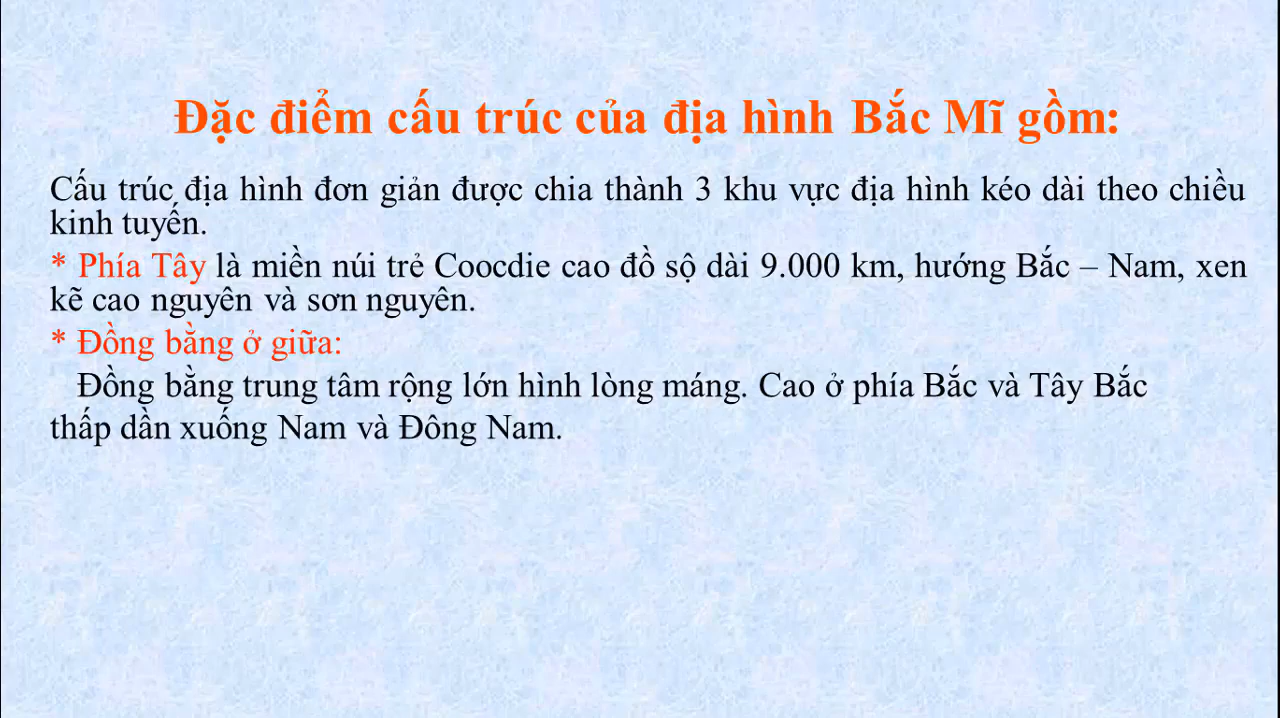 Đặc điểm cấu trúc của địa hình Bắc Mĩ gồm:
Cấu trúc địa hình đơn giản được chia thành 3 khu vực địa hình kéo dài theo chiều
kinh tuyến.
* Phía Tây là miền núi trẻ Coocdie cao đồ sộ dài 9.000 km, hướng Bắc – Nam, xen
kẽ cao nguyên và sơn nguyên.
* Đồng bằng ở giữa:
Đồng bằng trung tâm rộng lớn hình lòng máng. Cao ở phía Bắc và Tây Bắc
thấp dần xuống Nam và Đông Nam.